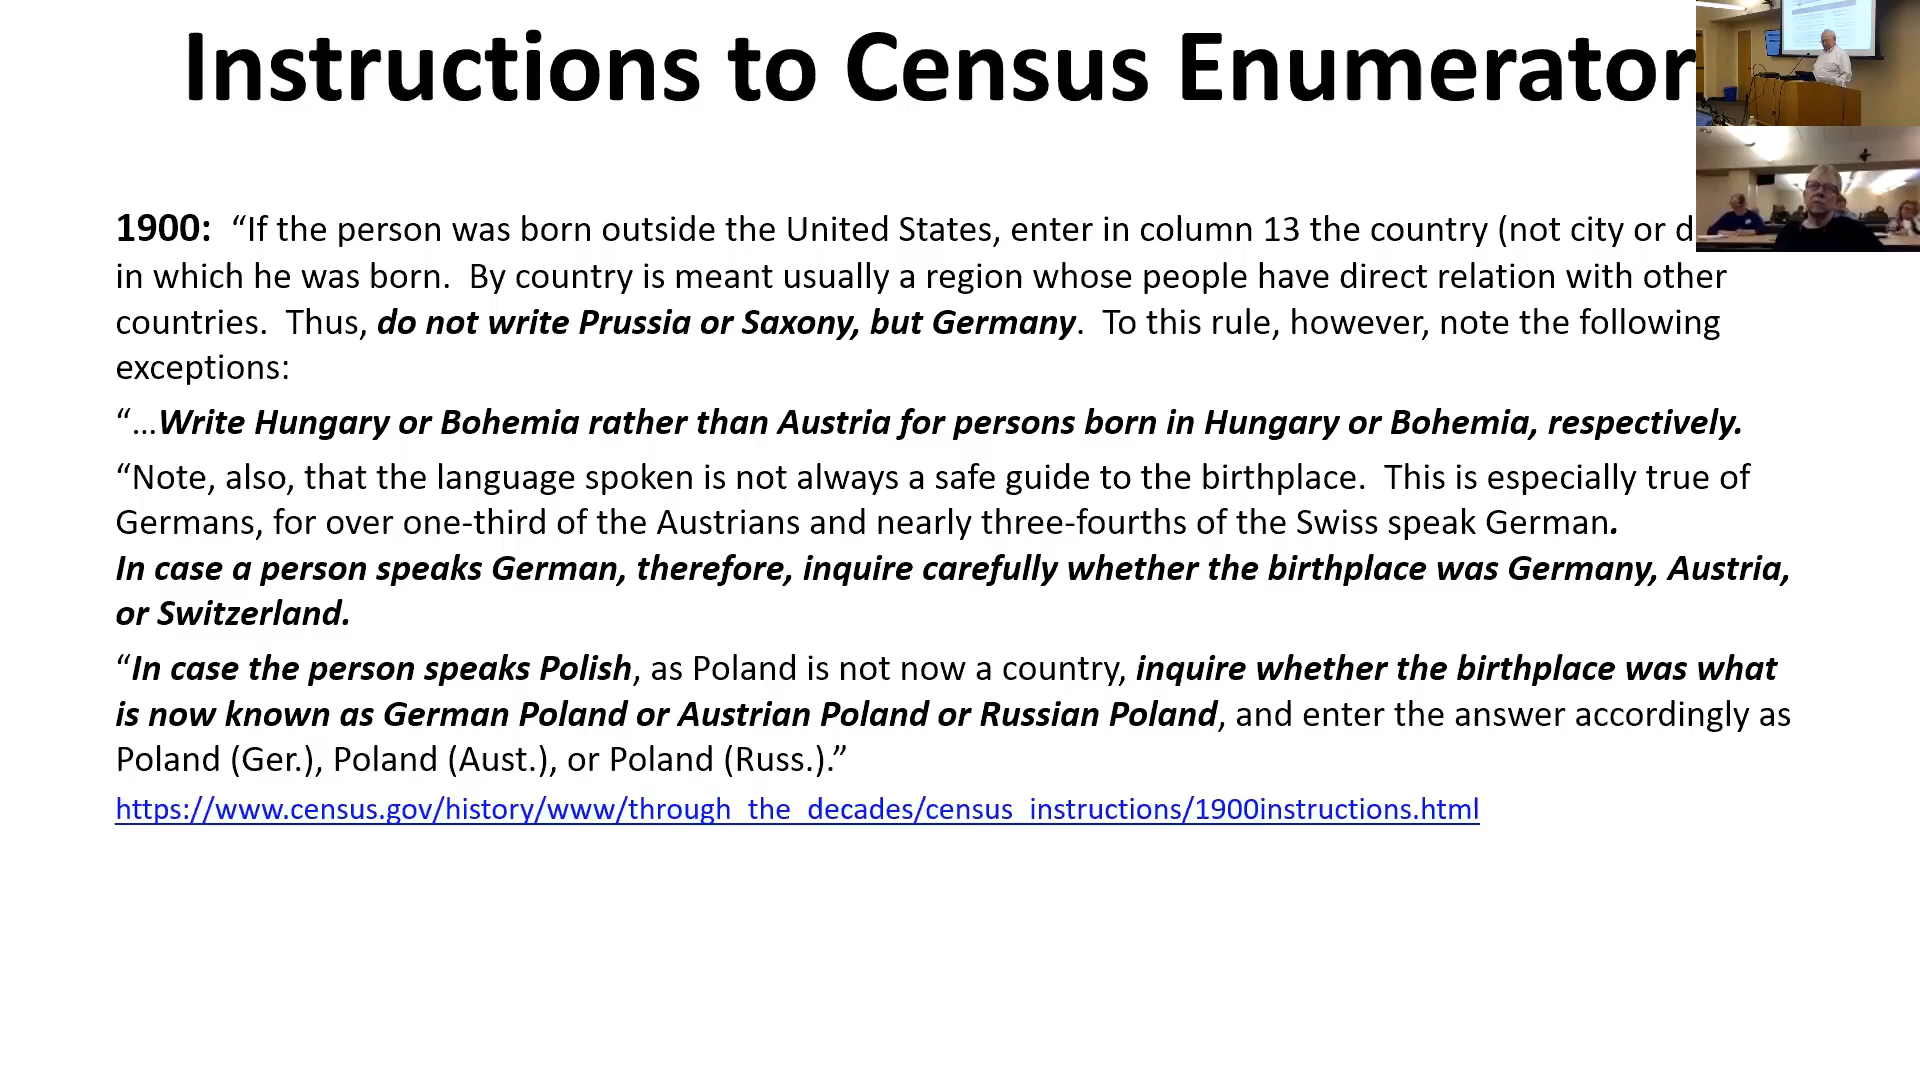 Instructions to Census Enumerator
1900: “If the person was born outside the United States, enter in column 13 the country (not city or d
in which he was born. By country is meant usually a region whose people have direct relation with other
countries. Thus, do not write Prussia or Saxony, but Germany. To this rule, however, note the following
exceptions:
“...Write Hungary or Bohemia rather than Austria for persons born in Hungary or Bohemia, respectively.
“Note, also, that the language spoken is not always a safe guide to the birthplace. This is especially true of
Germans, for over one-third of the Austrians and nearly three-fourths of the Swiss speak German.
In case a person speaks German, therefore, inquire carefully whether the birthplace was Germany, Austria,
or Switzerland.
“In case the person speaks Polish, as Poland is not now a country, inquire whether the birthplace was what
is now known as German Poland or Austrian Poland or Russian Poland, and enter the answer accordingly as
Poland (Ger.), Poland (Aust.), or Poland (Russ.).”
https://www.census.gov/history/www/through_the_decades/census_instructions/1900instructions.html